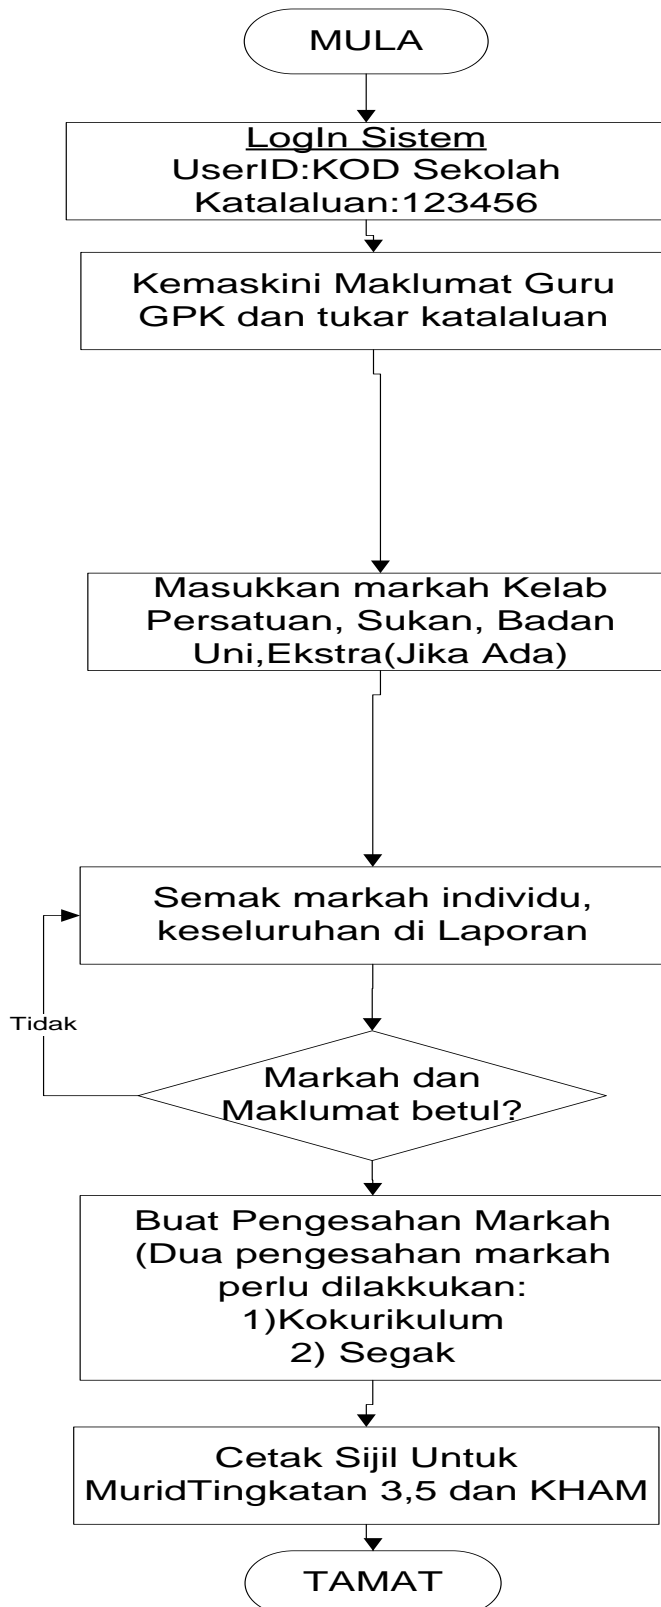 MULA
LogIn Sistem
UserID:KOD Sekolah
Katalaluan:123456
Kemaskini Maklumat Guru
GPK dan tukar katalaluan
Masukkan markah Kelab
Persatuan, Sukan, Badan
Uni,Ekstra(Jika Ada)
Semak markah individu,
keseluruhan di Laporan
Tidak
Markah dan
Maklumat betul?
Buat Pengesahan Markah
(Dua pengesahan markah
perlu dilakkukan:
1)Kokurikulum
2) Segak
Cetak Sijil Untuk
MuridTingkatan 3,5 dan KHAM
TAMAT